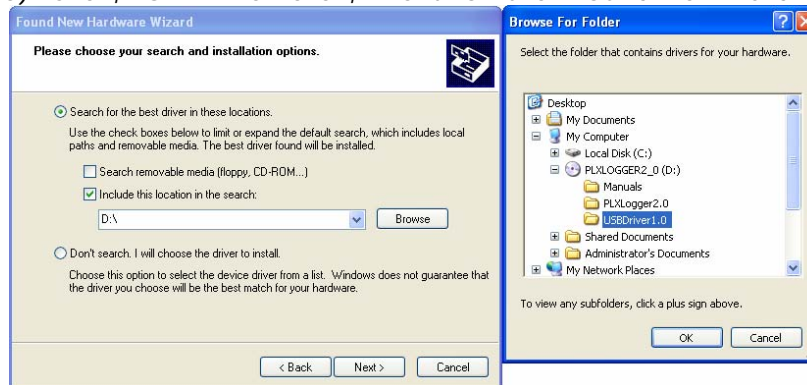 Found New Hardware Wizard
Please choose your search and installation options.
Search for the best driver in these locations.
Use the check boxes below to limit or expand the default search, which includes local
paths and removable media. The best driver found will be installed.
Search removable media (floppy, CD-ROM...)
Include this location in the search:
D:\
Browse
Don't search. I will choose the driver to install.
Choose this option to select the device driver from a list. Windows does not guarantee that
the driver you choose will be the best match for your hardware.
< Back
Next >
Cancel
Browse For Folder
Select the folder that contains drivers for your hardware.
Desktop
My Documents
My Computer
Local Disk (C:)
PLXLOGGER2_0 (D:)
Manuals
PLXLogger2.0
USBDriver1.0
Shared Documents
Administrator's Documents
My Network Places
To view any subfolders, click a plus sign above.
OK
Cancel